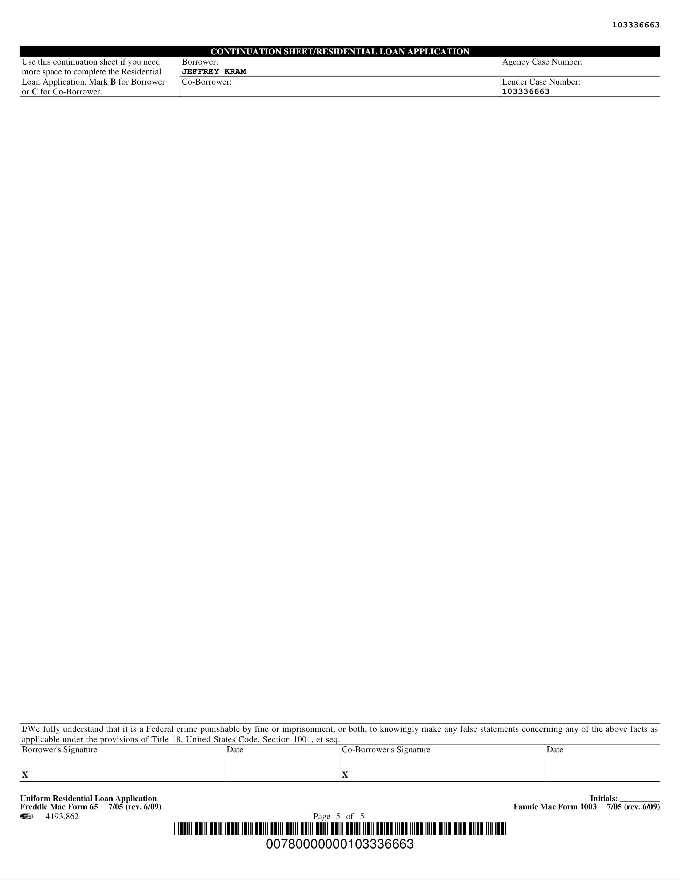 103336663
CONTINUATION SHEET/RESIDENTIAL LOAN APPLICATION
Use this continuation sheet if you need
more space to complete the Residential
Loan Application. Mark B for Borrower
or C for Co-Borrower.
Borrower:
JEFFREY KRAM
Co-Borrower:
Agency Case Number:
Lender Case Number:
103336663
I/We fully understand that it is a Federal crime punishable by fine or imprisonment, or both, to knowingly make any false statements concerning any of the above facts as
applicable under the provisions of Title 18, United States Code, Section 1001, et seq.
Borrower's Signature
Date
Co-Borrower's Signature
Date
X
X
Uniform Residential Loan Application
Freddie Mac Form 65 7/05 (rev. 6/09)
4193.862
Page 5 of 5
Initials: ________
Fannie Mae Form 1003 7/05 (rev. 6/09)
00780000000103336663